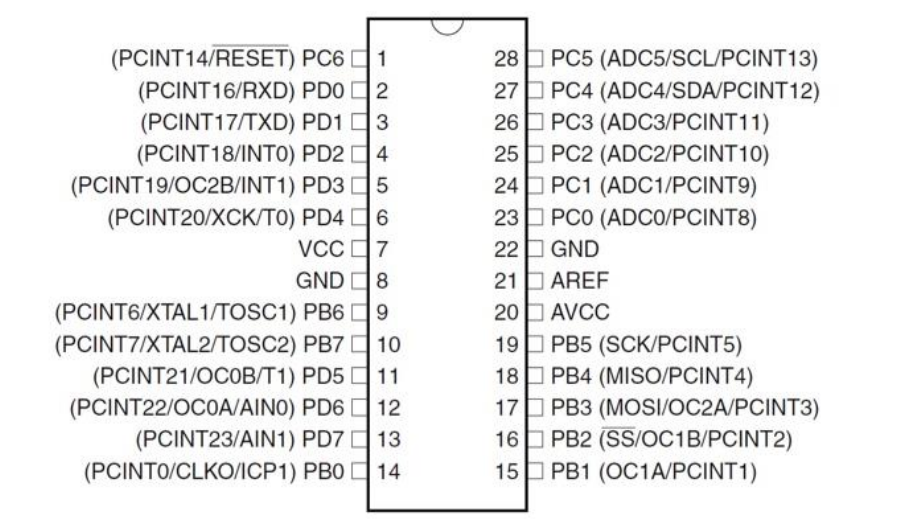 (PCINT14/RESET) PC6 1 28 PC5 (ADC5/SCL/PCINT13)
(PCINT16/RXD) PD0 2 27 PC4 (ADC4/SDA/PCINT12)
(PCINT17/TXD) PD1 3 26 PC3 (ADC3/PCINT11)
(PCINT18/INT0) PD2 4 25 PC2 (ADC2/PCINT10)
(PCINT19/OC2B/INT1) PD3 5 24 PC1 (ADC1/PCINT9)
(PCINT20/XCK/T0) PD4 6 23 PC0 (ADC0/PCINT8)
VCC 7 22 GND
GND 8 21 AREF
(PCINT6/XTAL1/TOSC1) PB6 9 20 AVCC
(PCINT7/XTAL2/TOSC2) PB7 10 19 PB5 (SCK/PCINT5)
(PCINT21/OC0B/T1) PD5 11 18 PB4 (MISO/PCINT4)
(PCINT22/OC0A/AIN0) PD6 12 17 PB3 (MOSI/OC2A/PCINT3)
(PCINT23/AIN1) PD7 13 16 PB2 (SS/OC1B/PCINT2)
(PCINT0/CLKO/ICP1) PB0 14 15 PB1 (OC1A/PCINT1)